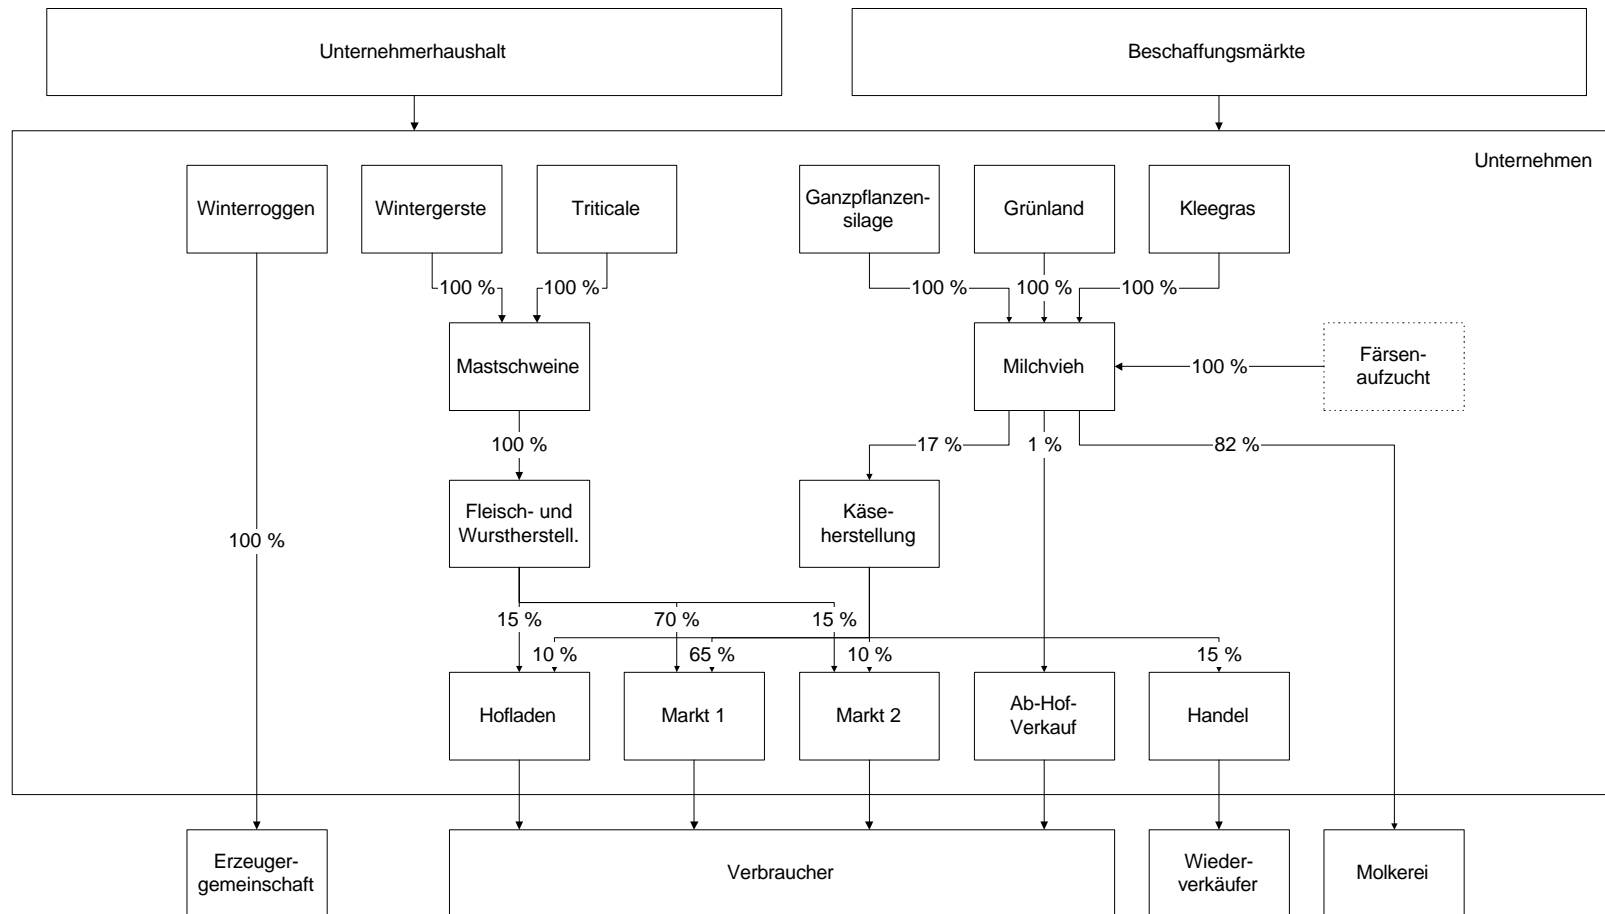 Unternehmerhaushalt
Beschaffungsmärkte
Unternehmen
Winterroggen
Wintergerste
Triticale
Ganzpflanzen-
silage
Grünland
Kleegras
100 %
100 %
100 %
100 %
100 %
Mastschweine
Milchvieh
100 %
Färsen-
aufzucht
100 %
17 %
1 %
82 %
Fleisch- und
Wurstherstell.
Käse-
herstellung
100 %
15 %
70 %
15 %
10 %
65 %
10 %
15 %
Hofladen
Markt 1
Markt 2
Ab-Hof-
Verkauf
Handel
Erzeuger-
gemeinschaft
Verbraucher
Wieder-
verkäufer
Molkerei